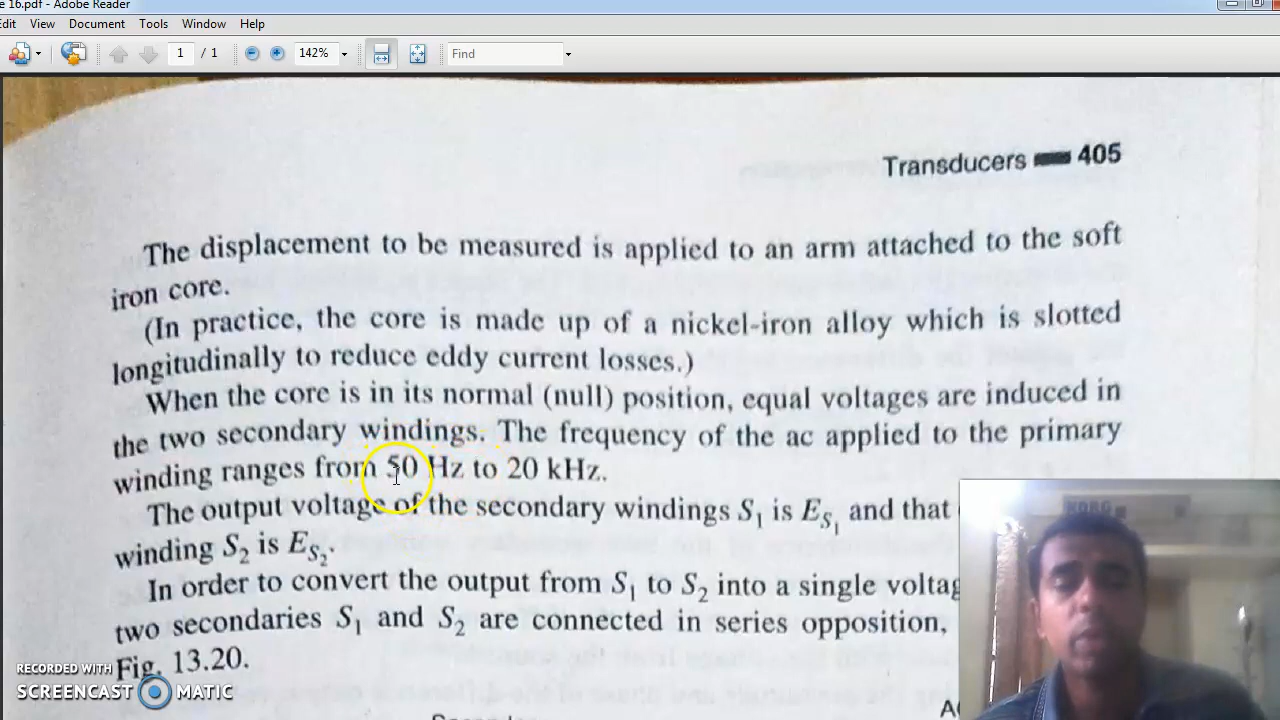 e 16.pdf - Adobe Reader
Edit View Document Tools Window Help
1 / 1 142% Find
Transducers 405
The displacement to be measured is applied to an arm attached to the soft
iron core.
(In practice, the core is made up of a nickel-iron alloy which is slotted
longitudinally to reduce eddy current losses.)
When the core is in its normal (null) position, equal voltages are induced in
the two secondary windings. The frequency of the ac applied to the primary
winding ranges from 50 Hz to 20 kHz.
The output voltage of the secondary windings S₁ is E_S₁ and that
winding S₂ is E_S₂.
In order to convert the output from S₁ to S₂ into a single voltag
two secondaries S₁ and S₂ are connected in series opposition,
Fig. 13.20.
RECORDED WITH
SCREENCAST MATIC